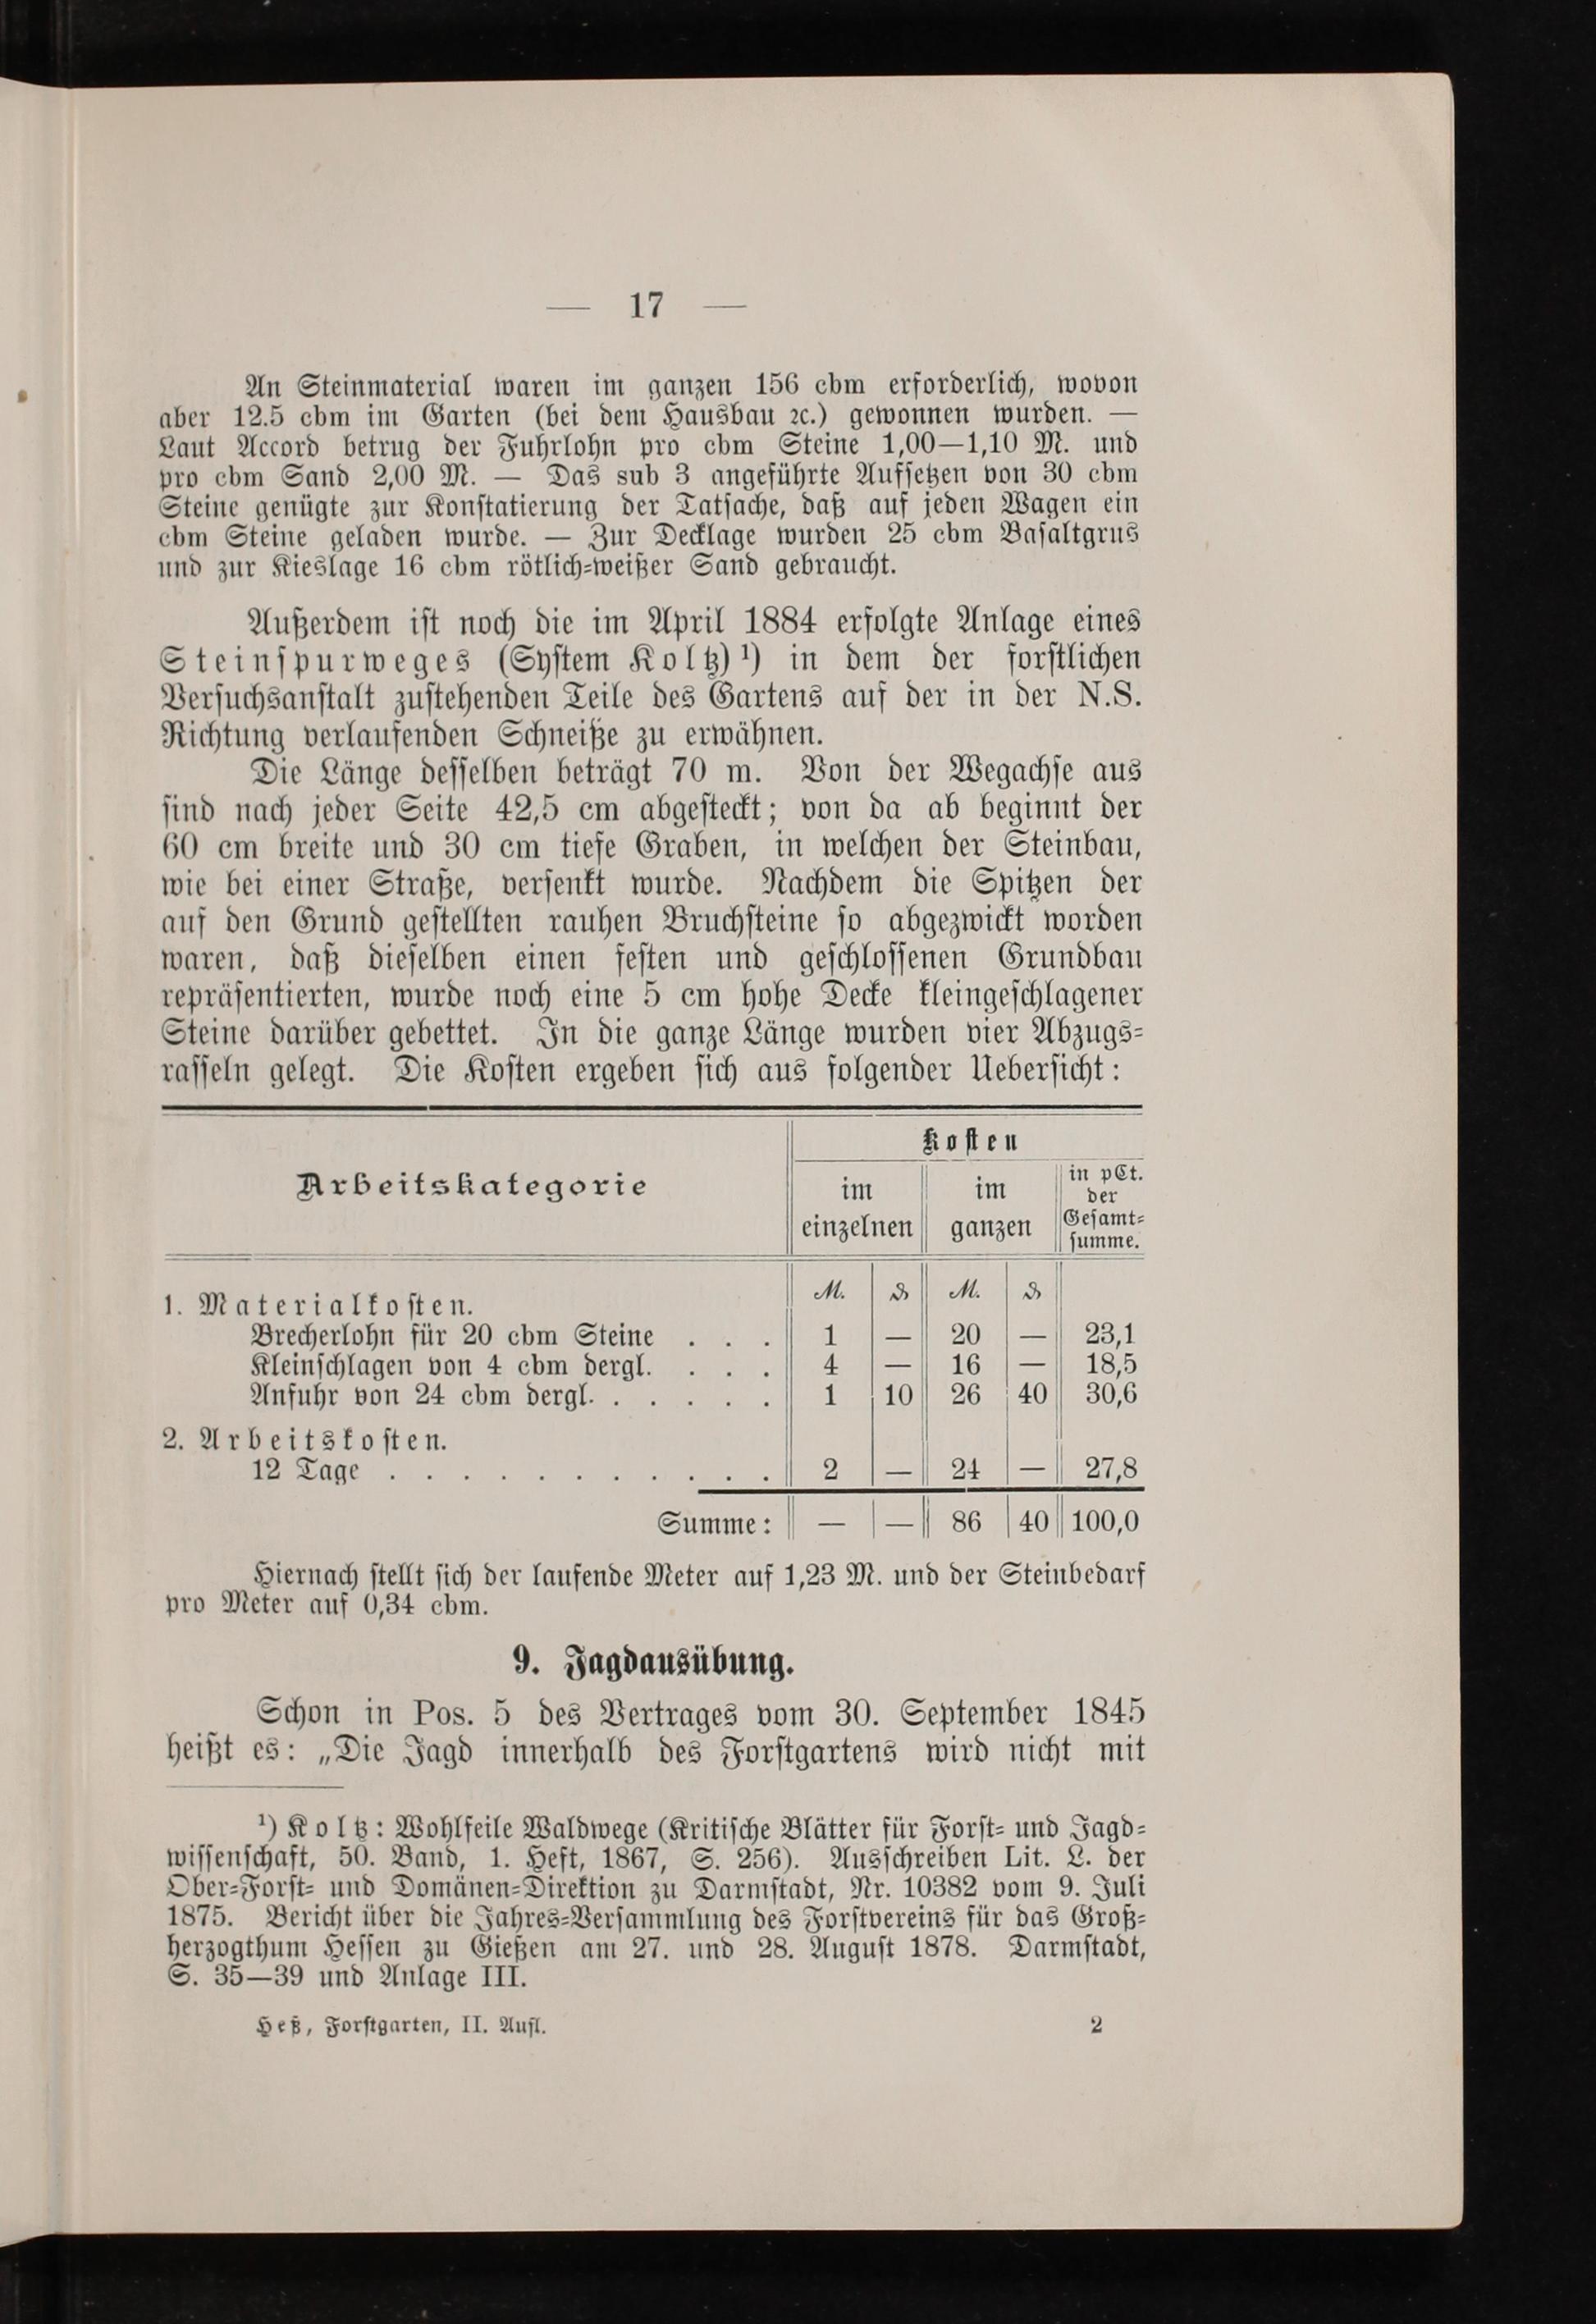 — 17 —
An Steinmaterial waren im ganzen 156 cbm erforderlich, wovon
aber 12.5 cbm im Garten (bei dem Hausbau ꝛc.) gewonnen wurden. —
Laut Accord betrug der Fuhrlohn pro cbm Steine 1,00—1,10 M. und
pro cbm Sand 2,00 M. — Das sub 3 angeführte Aufsetzen von 30 cbm
Steine genügte zur Konstatierung der Tatsache, daß auf jeden Wagen ein
cbm Steine geladen wurde. — Zur Decklage wurden 25 cbm Basaltgrus
und zur Kieslage 16 cbm rötlich-weißer Sand gebraucht.
Außerdem ist noch die im April 1884 erfolgte Anlage eines
Steinspurweges (System Koltz)¹) in dem der forstlichen
Versuchsanstalt zustehenden Teile des Gartens auf der in der N.S.
Richtung verlaufenden Schneiße zu erwähnen.
Die Länge desselben beträgt 70 m. Von der Wegachse aus
sind nach jeder Seite 42,5 cm abgesteckt; von da ab beginnt der
60 cm breite und 30 cm tiefe Graben, in welchen der Steinbau,
wie bei einer Straße, versenkt wurde. Nachdem die Spitzen der
auf den Grund gestellten rauhen Bruchsteine so abgezwickt worden
waren, daß dieselben einen festen und geschlossenen Grundbau
repräsentierten, wurde noch eine 5 cm hohe Decke kleingeschlagener
Steine darüber gebettet. In die ganze Länge wurden vier Abzugs-
rasseln gelegt. Die Kosten ergeben sich aus folgender Uebersicht:
Arbeitskategorie
Kosten
im einzelnen
im ganzen
in pCt. der Gesamt-summe.
M. ₰ M. ₰
1. Materialkosten.
Brecherlohn für 20 cbm Steine . . . 1 — 20 — 23,1
Kleinschlagen von 4 cbm dergl. . . . 4 — 16 — 18,5
Anfuhr von 24 cbm dergl. . . . . . 1 10 26 40 30,6
2. Arbeitskosten.
12 Tage . . . . . . . . . . . 2 — 24 — 27,8
Summe: — — 86 40 100,0
Hiernach stellt sich der laufende Meter auf 1,23 M. und der Steinbedarf
pro Meter auf 0,34 cbm.
9. Jagdausübung.
Schon in Pos. 5 des Vertrages vom 30. September 1845
heißt es: „Die Jagd innerhalb des Forstgartens wird nicht mit
¹) Koltz: Wohlfeile Waldwege (Kritische Blätter für Forst- und Jagd-
wissenschaft, 50. Band, 1. Heft, 1867, S. 256). Ausschreiben Lit. L. der
Ober-Forst- und Domänen-Direktion zu Darmstadt, Nr. 10382 vom 9. Juli
1875. Bericht über die Jahres-Versammlung des Forstvereins für das Groß-
herzogthum Hessen zu Gießen am 27. und 28. August 1878. Darmstadt,
S. 35—39 und Anlage III.
Heß, Forstgarten, II. Aufl. 2